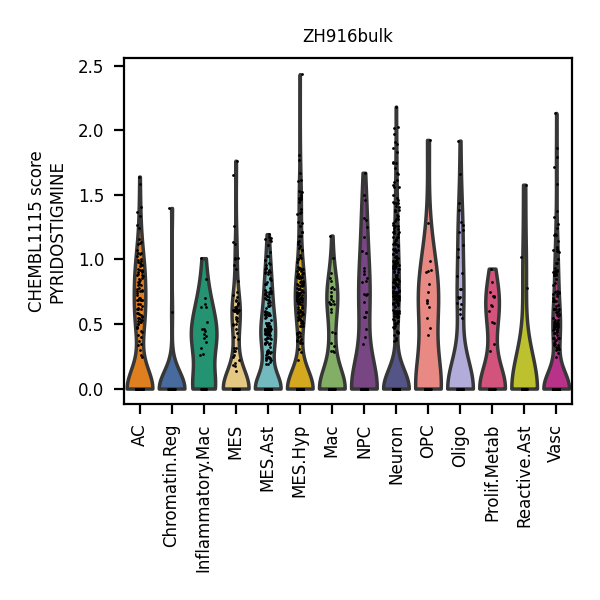 ZH916bulk
CHEMBL1115 score
PYRIDOSTIGMINE
2.5
2.0
1.5
1.0
0.5
0.0
AC
Chromatin.Reg
Inflammatory.Mac
MES
MES.Ast
MES.Hyp
Mac
NPC
Neuron
OPC
Oligo
Prolif.Metab
Reactive.Ast
Vasc